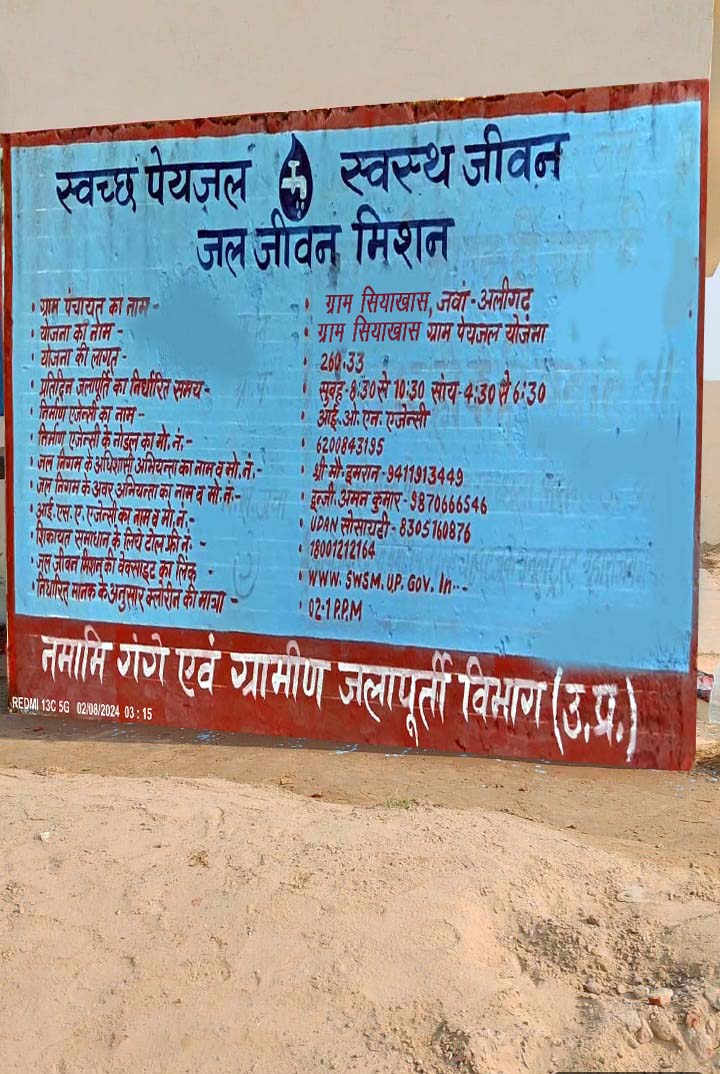 स्वच्छ पेयजल स्वस्थ जीवन
जल जीवन मिशन
• ग्राम पंचायत का नाम - • ग्राम सियाखास, जवां - अलीगढ़
• योजना का नाम - • ग्राम सियाखास ग्राम पेयजल योजना
• योजना की लागत - • 260.33
• प्रतिदिन जलापूर्ति का निर्धारित समय - • सुबह - 8:30 से 10:30 सांय - 4:30 से 6:30
• निर्माण एजेन्सी का नाम - • आई. ओ. एन. एजेन्सी
• निर्माण एजेन्सी के नोडल का मो. नं: - • 6200843195
• जल निगम के अधिशासी अभियन्ता का नाम व मो. नं: - • श्री मौ- इमरान - 9411913449
• जल निगम के अवर अभियन्ता का नाम व मो. नं: - • इन्जी. अमन कुमार - 9870666546
• आई. एस. ए. एजेन्सी का नाम व मो. नं: - • UDAN सोसायटी - 8305160876
• शिकायत समाधान के लिये टोल फ्री नं: - • 18001212164
• जल जीवन मिशन की वेबसाइट का लिंक - • WWW. SWSM. U.P. GOV. In--
• निर्धारित मानक के अनुसार क्लोरीन की मात्रा - • 02-1 P.P.M
नमामि गंगे एवं ग्रामीण जलापूर्ती विभाग (उ.प्र.)
REDMI 13C 5G 02/08/2024 03 : 15